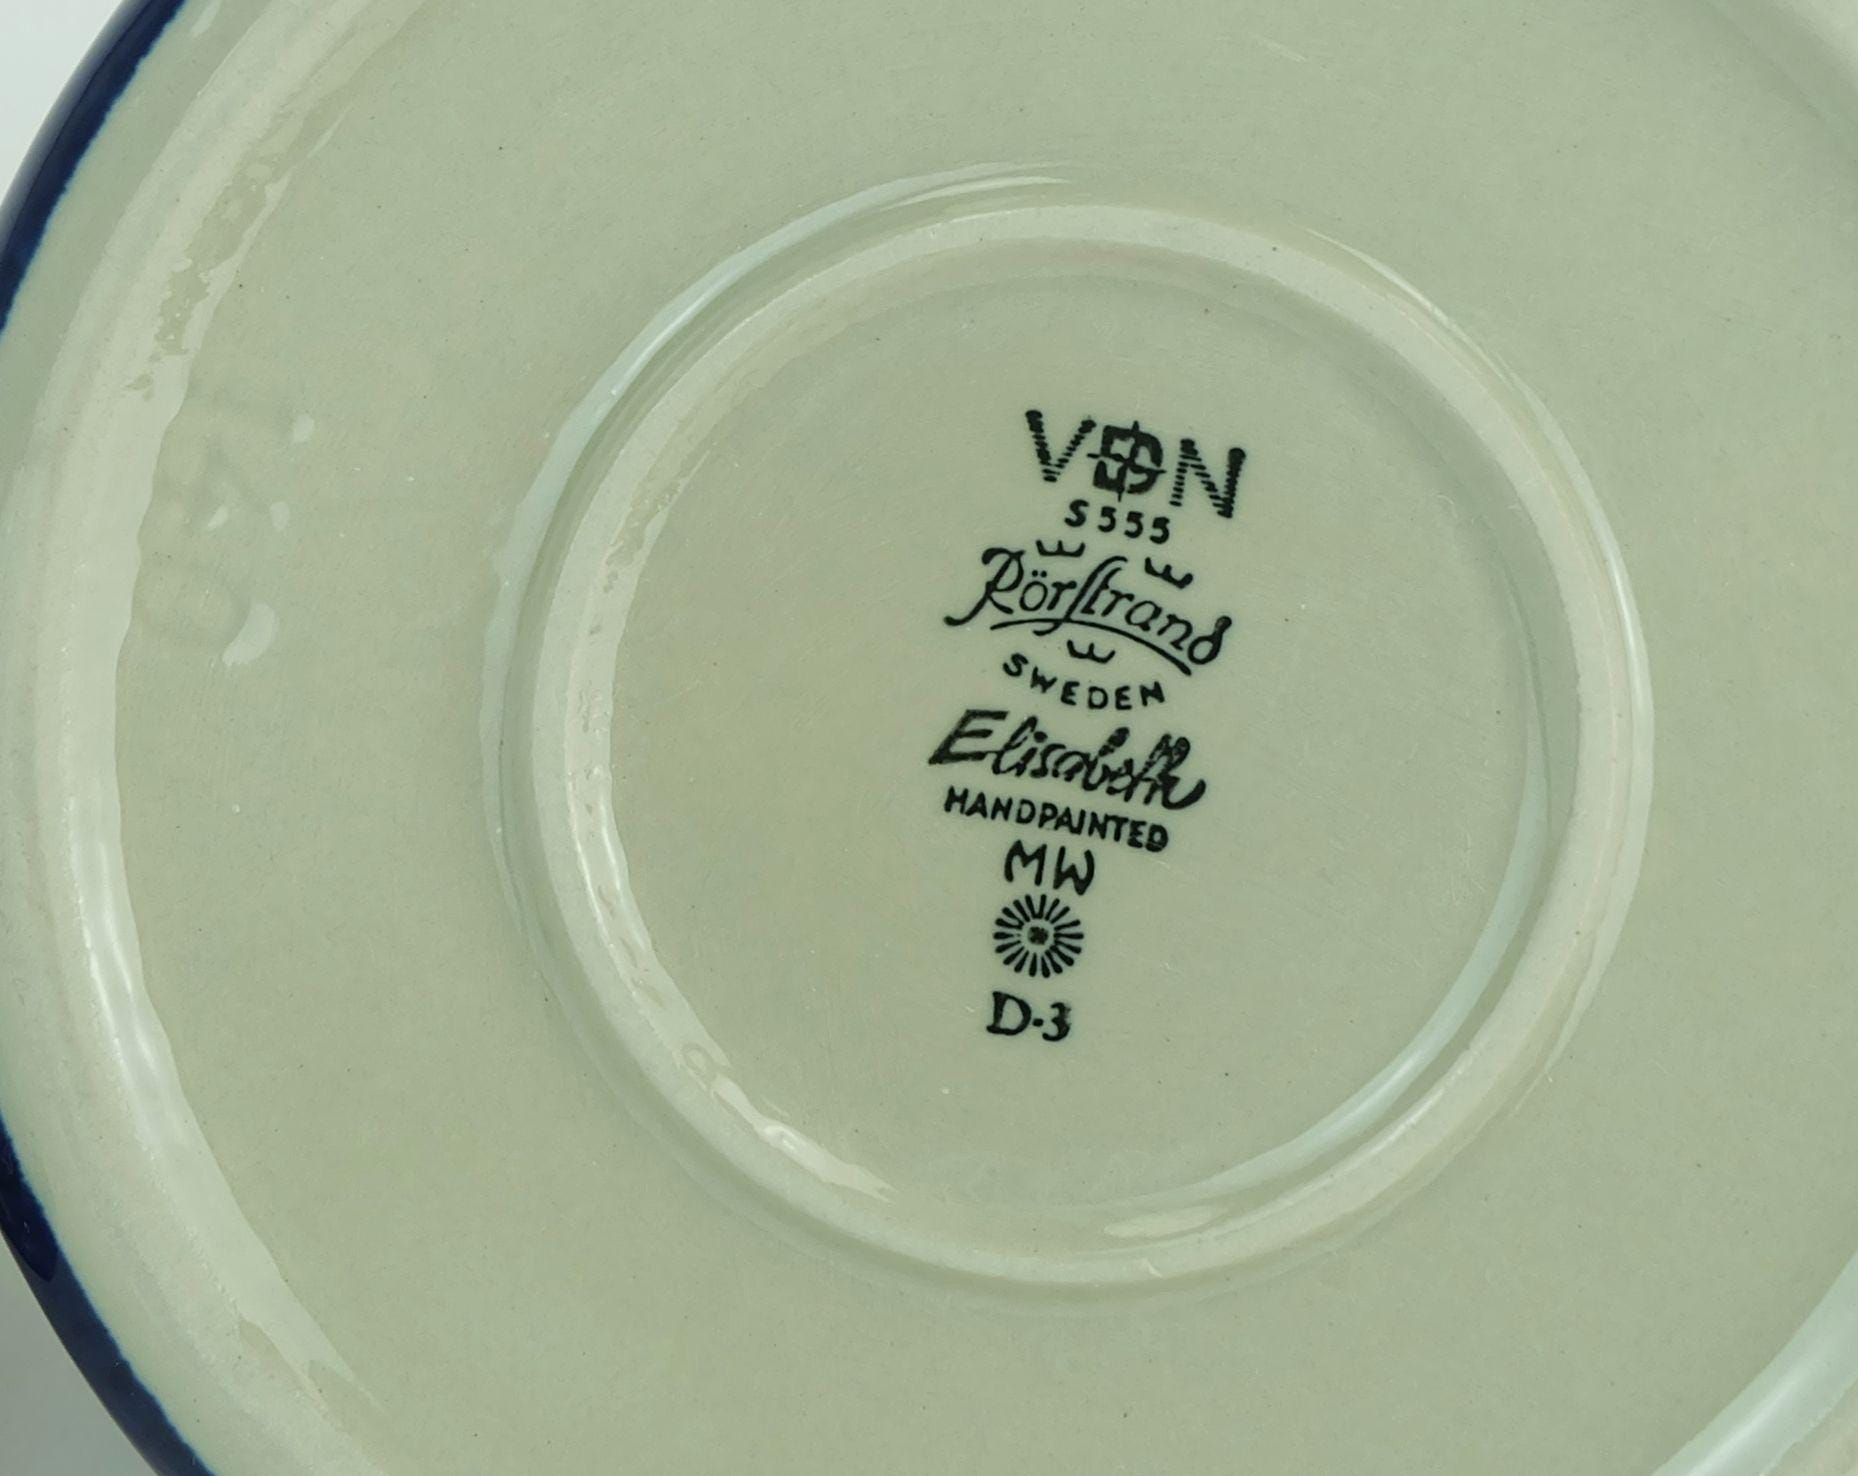 VDN
S555
Rörstrand
SWEDEN
Elisabeth
HANDPAINTED
MW
D-3